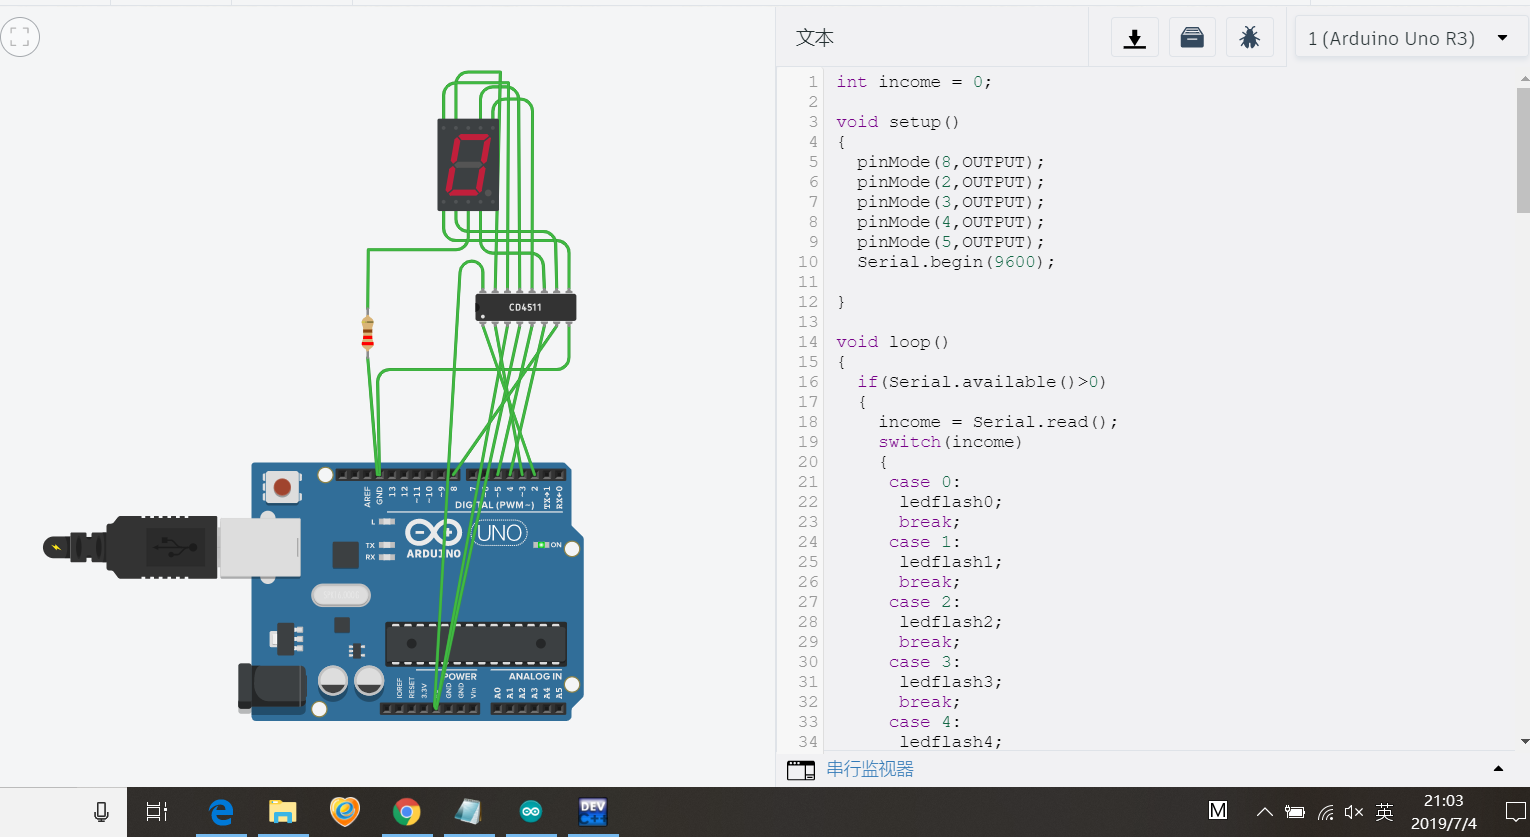 文本
1 (Arduino Uno R3)
1 int income = 0;
2
3 void setup()
4 {
5 pinMode(8,OUTPUT);
6 pinMode(2,OUTPUT);
7 pinMode(3,OUTPUT);
8 pinMode(4,OUTPUT);
9 pinMode(5,OUTPUT);
10 Serial.begin(9600);
11
12 }
13
14 void loop()
15 {
16 if(Serial.available()>0)
17 {
18 income = Serial.read();
19 switch(income)
20 {
21 case 0:
22 ledflash0;
23 break;
24 case 1:
25 ledflash1;
26 break;
27 case 2:
28 ledflash2;
29 break;
30 case 3:
31 ledflash3;
32 break;
33 case 4:
34 ledflash4;
串行监视器
0
CD4511
AREF GND 13 12 ~11 ~10 ~9 8 7 ~5 4 ~3 2 TX→1 RX←0
DIGITAL (PWM~)
L
TX
RX
ARDUINO
UNO
ON
POWER
ANALOG IN
IOREF RESET 3.3V GND GND Vin A0 A1 A2 A3 A4 A5
DEV
C++
M
英
21:03
2019/7/4